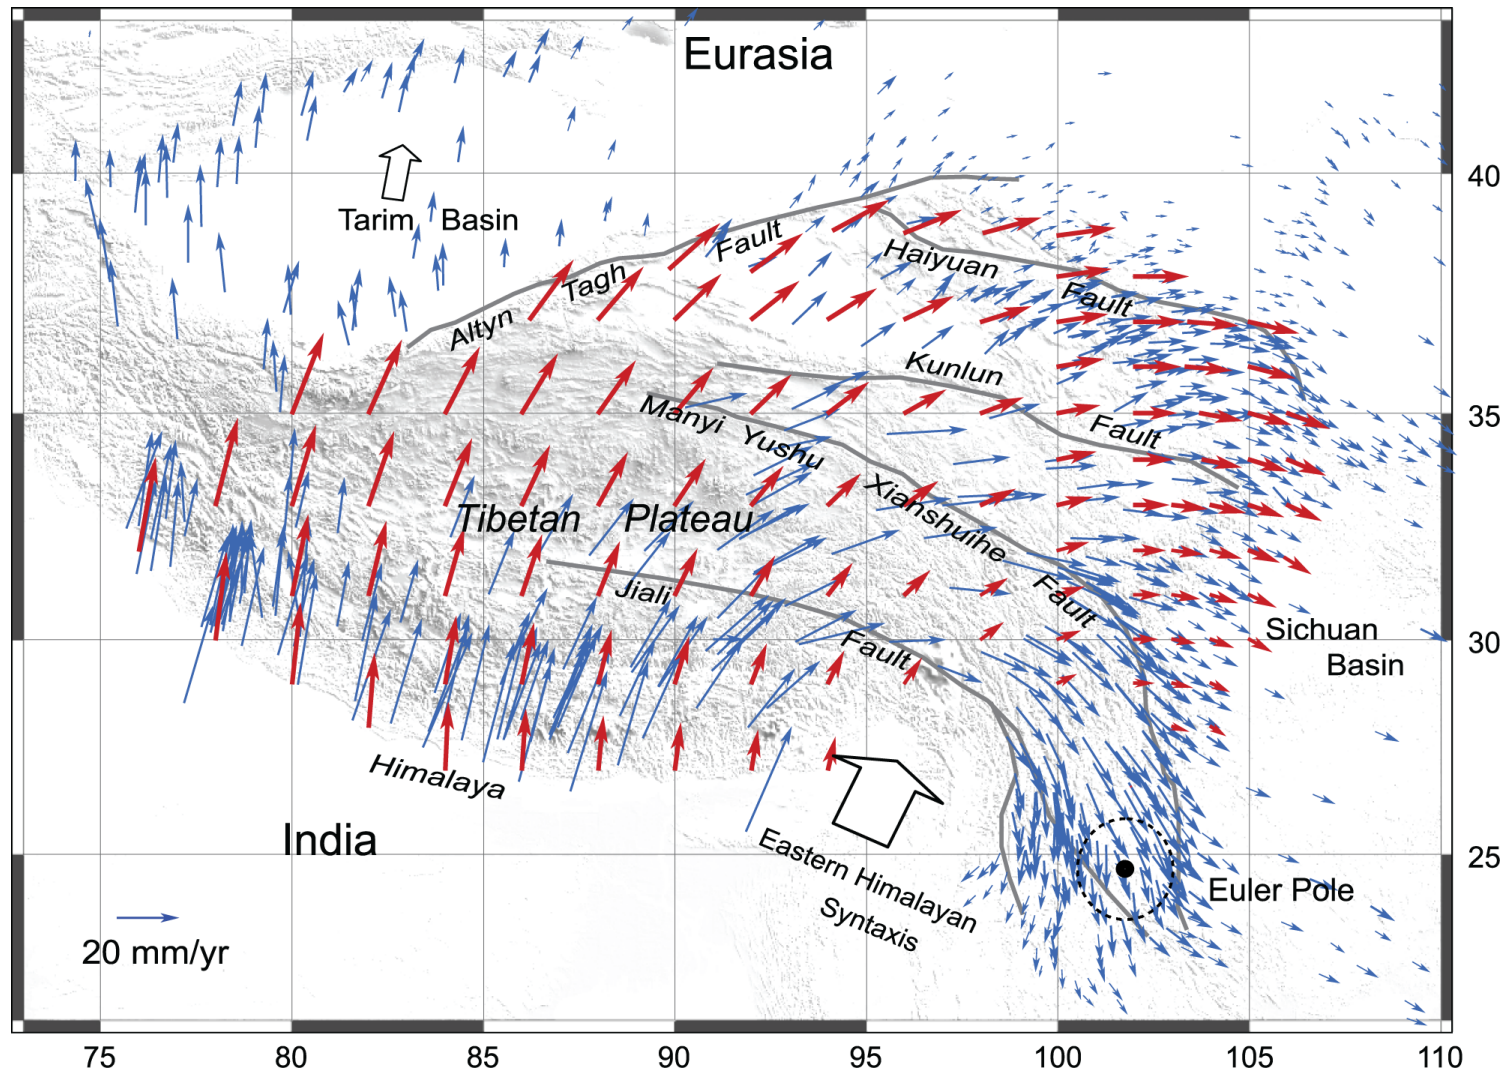 Eurasia
40
Tarim Basin
Altyn Tagh Fault
Haiyuan Fault
35
Kunlun Fault
Manyi Yushu Xianshuihe Fault
Tibetan Plateau
Jiali Fault
Sichuan
Basin
30
Himalaya
India
Eastern Himalayan
Syntaxis
25
Euler Pole
20 mm/yr
75 80 85 90 95 100 105 110